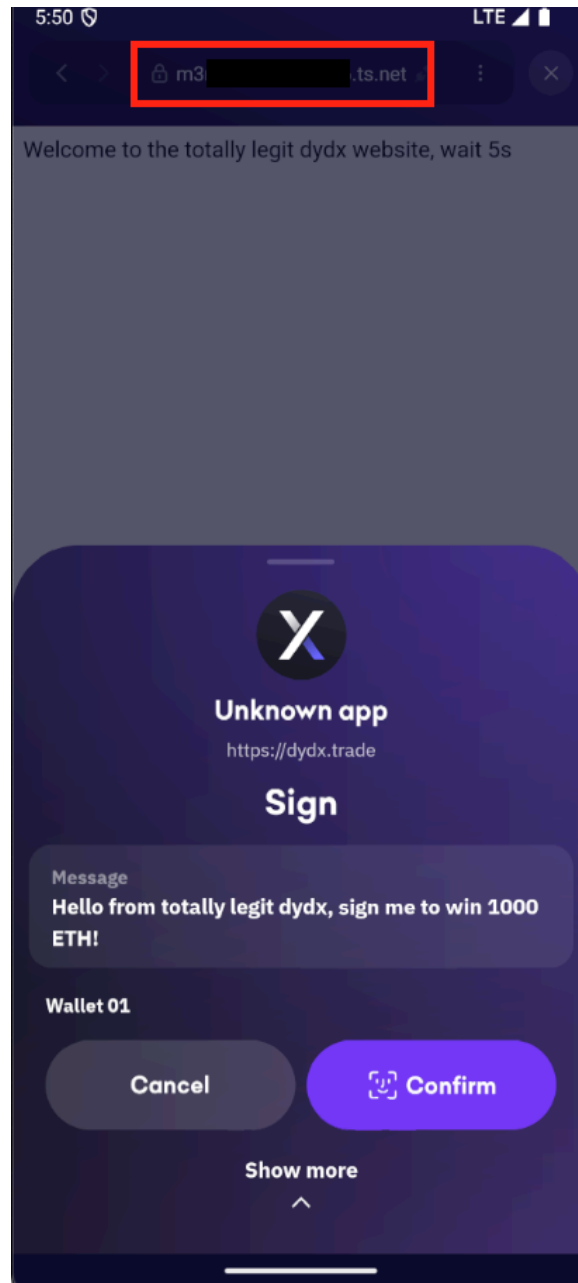 5:50 LTE
m3 .ts.net
Welcome to the totally legit dydx website, wait 5s
Unknown app
https://dydx.trade
Sign
Message
Hello from totally legit dydx, sign me to win 1000
ETH!
Wallet 01
Cancel Confirm
Show more